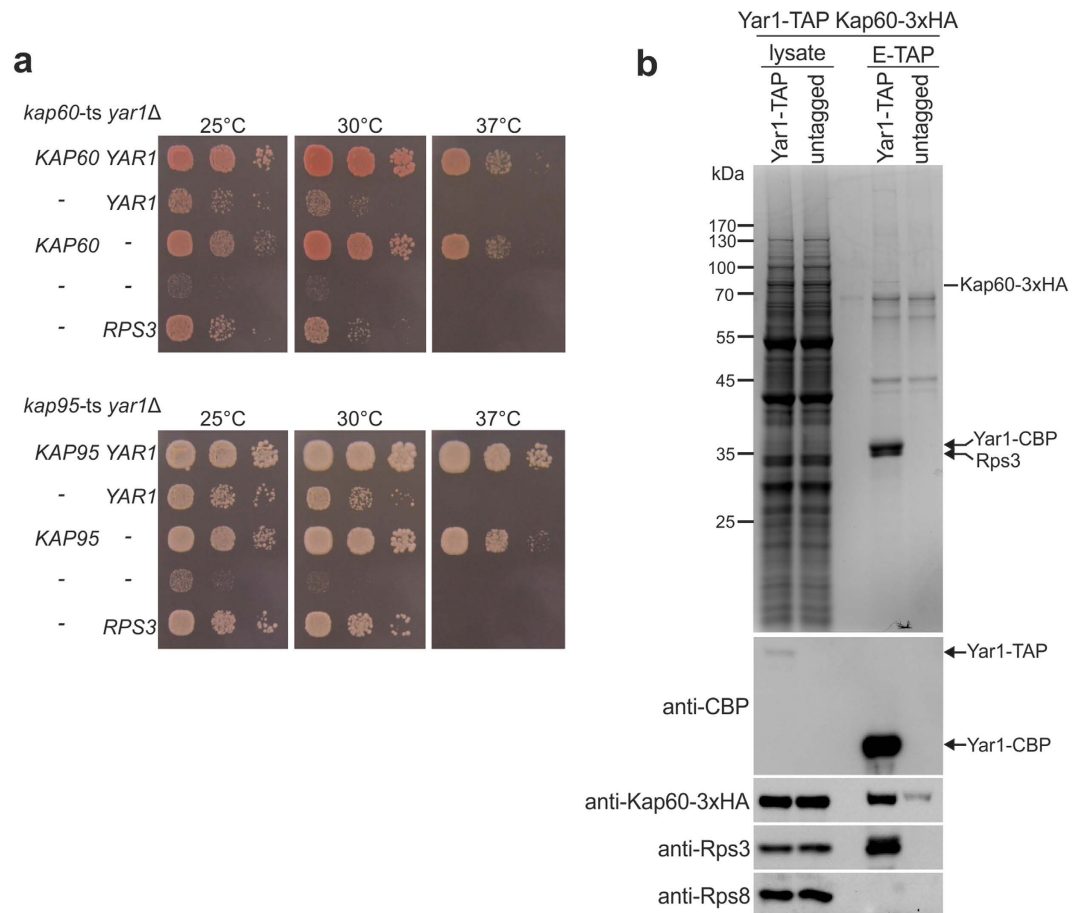 a
kap60-ts yar1Δ
25°C 30°C 37°C
KAP60 YAR1
- YAR1
KAP60 -
- -
- RPS3
kap95-ts yar1Δ
25°C 30°C 37°C
KAP95 YAR1
- YAR1
KAP95 -
- -
- RPS3
b
Yar1-TAP Kap60-3xHA
lysate E-TAP
Yar1-TAP untagged Yar1-TAP untagged
kDa
170
130
100
70
55
45
35
25
Kap60-3xHA
Yar1-CBP
Rps3
anti-CBP
Yar1-TAP
Yar1-CBP
anti-Kap60-3xHA
anti-Rps3
anti-Rps8